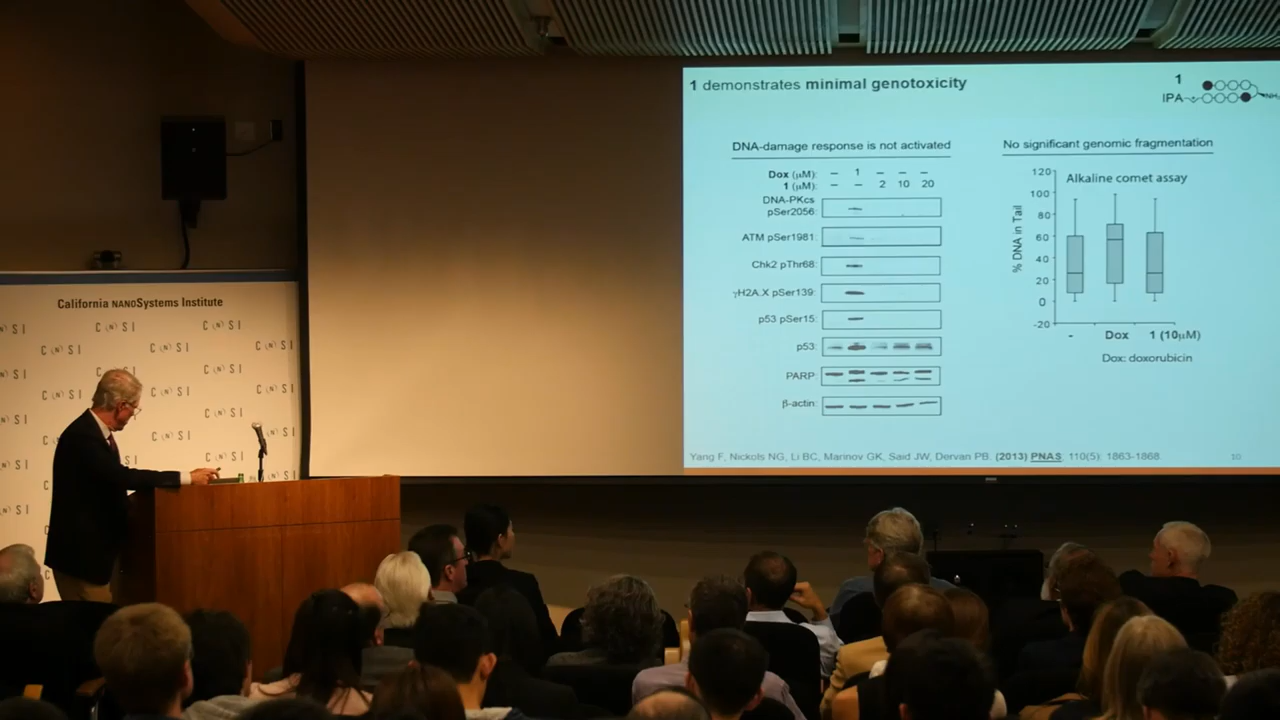 1 demonstrates minimal genotoxicity
1
IPA
DNA-damage response is not activated
Dox (μM): – 1 – – –
1 (μM): – – 2 10 20
DNA-PKcs
pSer2056:
ATM pSer1981:
Chk2 pThr68:
γH2A.X pSer139:
p53 pSer15:
p53:
PARP:
β-actin:
No significant genomic fragmentation
Alkaline comet assay
% DNA in Tail
120
100
80
60
40
20
0
-20
- Dox 1 (10μM)
Dox: doxorubicin
Yang F, Nickols NG, Li BC, Marinov GK, Said JW, Dervan PB. (2013) PNAS 110(5): 1863-1868.
10
California NANOSystems Institute
C (N) S I
C (N) S I
C (N) S I
C (N) S I
C (N) S I
C (N) S I
C (N) S I
C (N) S I
C (N) S I
C (N) S I
C (N) S I